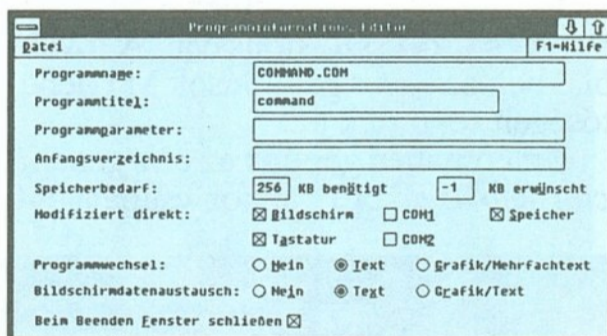 Programminformations-Editor
Datei F1=Hilfe
Programmname: COMMAND.COM
Programmtitel: command
Programmparameter:
Anfangsverzeichnis:
Speicherbedarf: 256 KB benötigt -1 KB erwünscht
Modifiziert direkt: Bildschirm COM1 Speicher
Tastatur COM2
Programmwechsel: Nein Text Grafik/Mehrfachtext
Bildschirmdatenaustausch: Nein Text Grafik/Text
Beim Beenden Fenster schließen